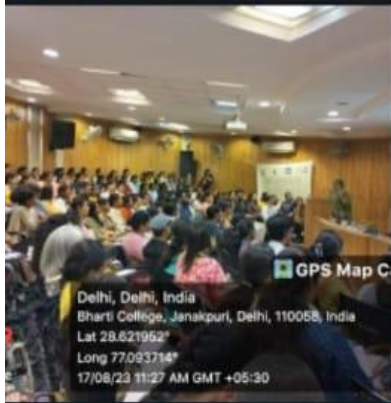 GPS Map Ca
Delhi, Delhi, India
Bharti College, Janakpuri, Delhi, 110058, India
Lat 28.621952°
Long 77.093714°
17/08/23 11:27 AM GMT +05:30